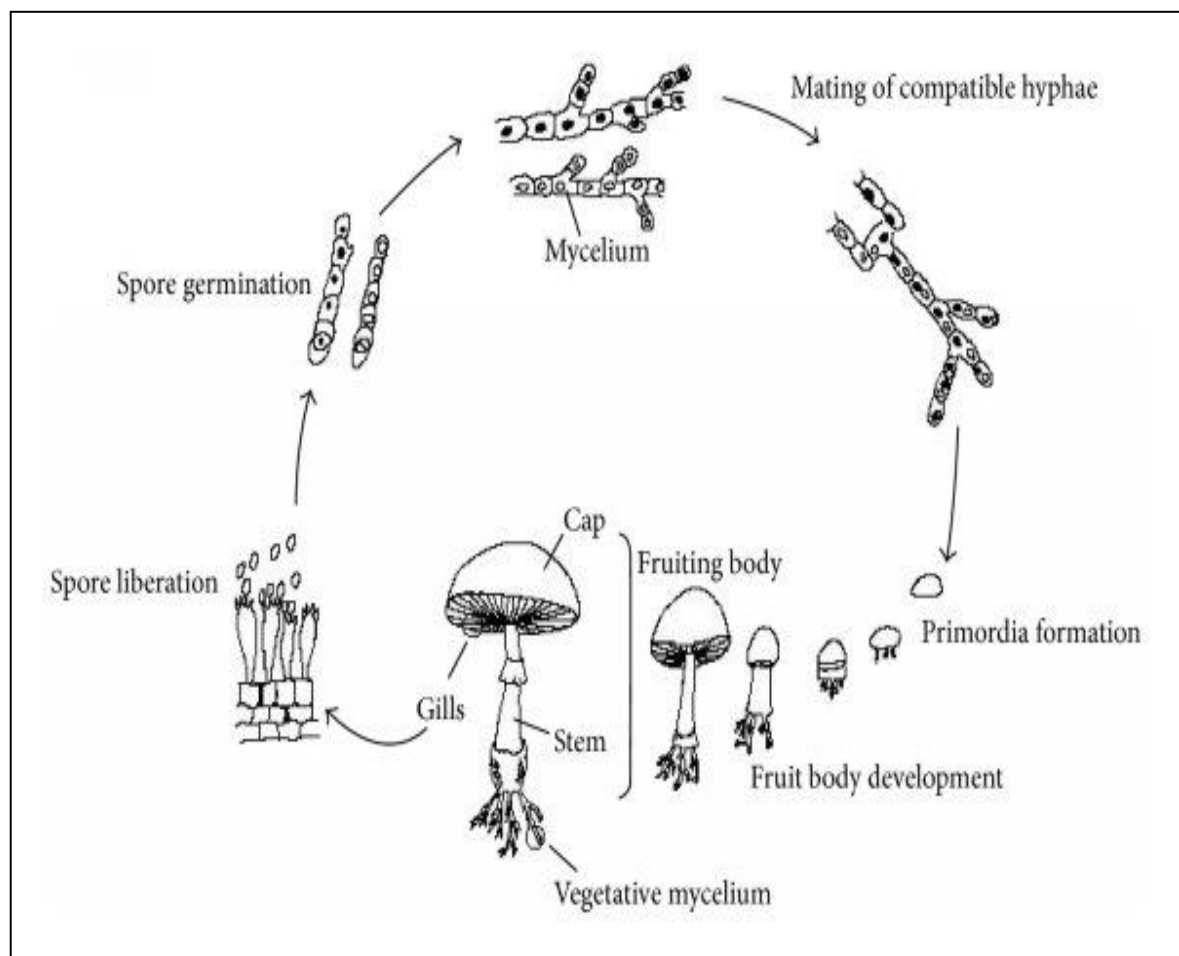 Mating of compatible hyphae
Mycelium
Spore germination
Cap
Fruiting body
Spore liberation
Primordia formation
Gills
Stem
Fruit body development
Vegetative mycelium